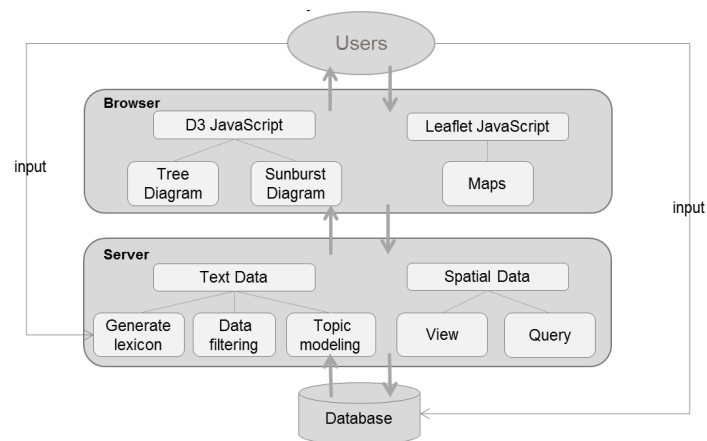 Users
Browser
D3 JavaScript
Leaflet JavaScript
Tree
Diagram
Sunburst
Diagram
Maps
input
input
Server
Text Data
Spatial Data
Generate
lexicon
Data
filtering
Topic
modeling
View
Query
Database